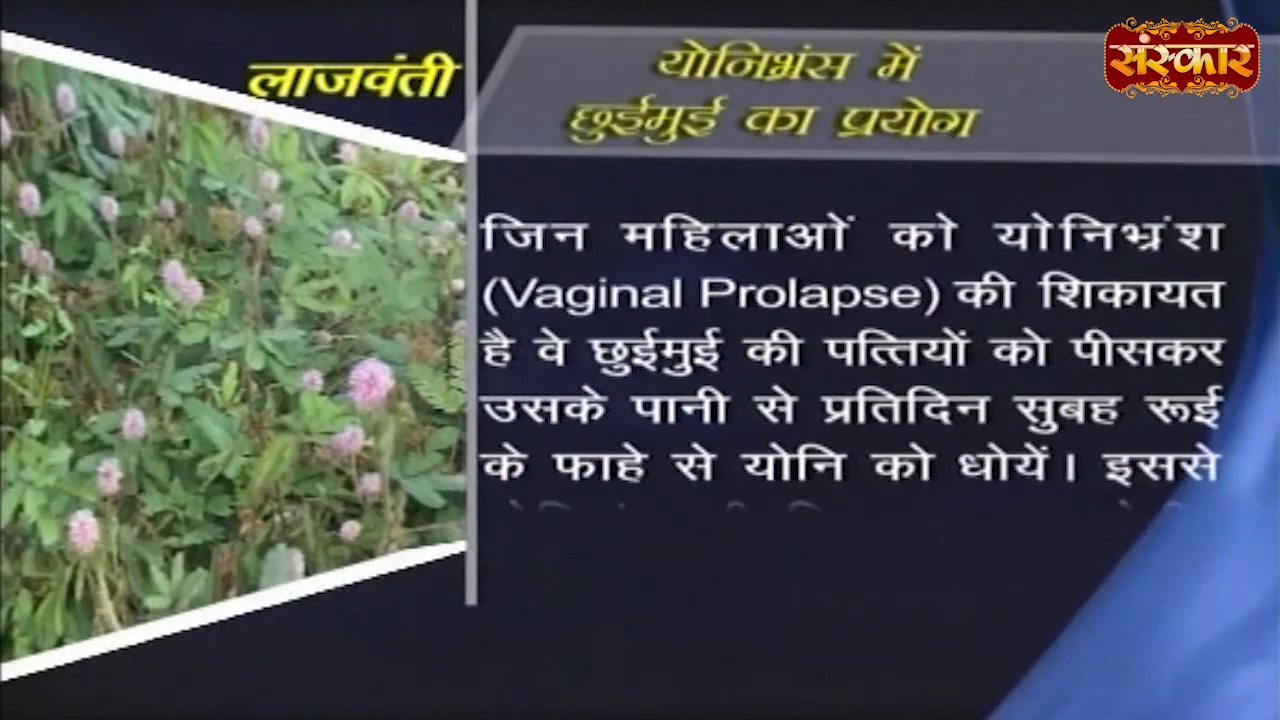 संस्कार
लाजवंती
योनिभ्रंस में
छुईमुई का प्रयोग
जिन महिलाओं को योनिभ्रंश
(Vaginal Prolapse) की शिकायत
है वे छुईमुई की पत्तियों को पीसकर
उसके पानी से प्रतिदिन सुबह रूई
के फाहे से योनि को धोयें। इससे